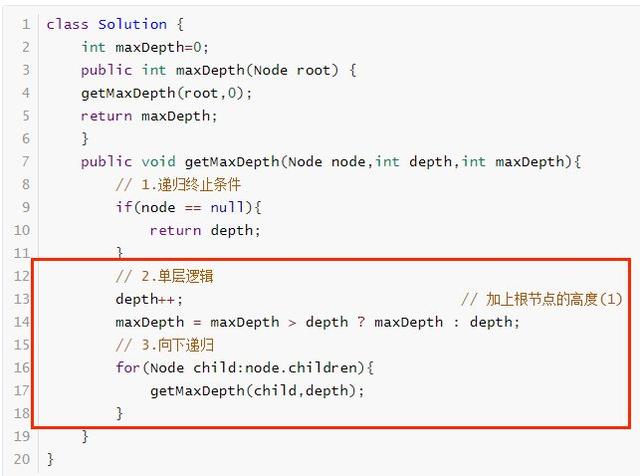 1 class Solution {
2     int maxDepth=0;
3     public int maxDepth(Node root) {
4     getMaxDepth(root,0);
5     return maxDepth;
6     }
7     public void getMaxDepth(Node node,int depth,int maxDepth){
8         // 1.递归终止条件
9         if(node == null){
10             return depth;
11         }
12         // 2.单层逻辑
13         depth++;                                // 加上根节点的高度(1)
14         maxDepth = maxDepth > depth ? maxDepth : depth;
15         // 3.向下递归
16         for(Node child:node.children){
17             getMaxDepth(child,depth);
18         }
19     }
20 }